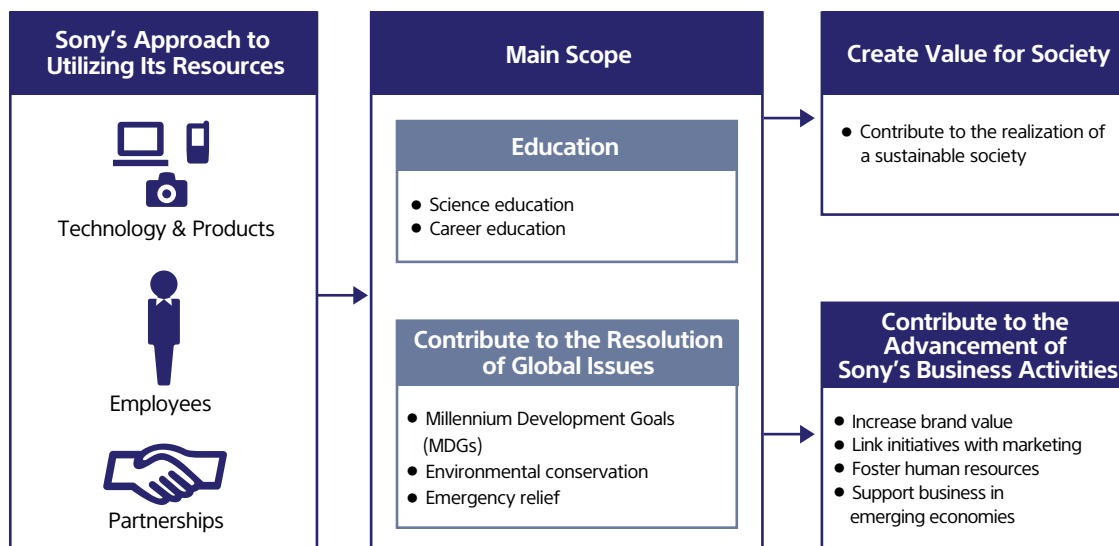 Sony’s Approach to
Utilizing Its Resources
Technology & Products
Employees
Partnerships
Main Scope
Education
● Science education
● Career education
Contribute to the Resolution
of Global Issues
● Millennium Development Goals
(MDGs)
● Environmental conservation
● Emergency relief
Create Value for Society
● Contribute to the realization of
a sustainable society
Contribute to the
Advancement of
Sony’s Business Activities
● Increase brand value
● Link initiatives with marketing
● Foster human resources
● Support business in
emerging economies